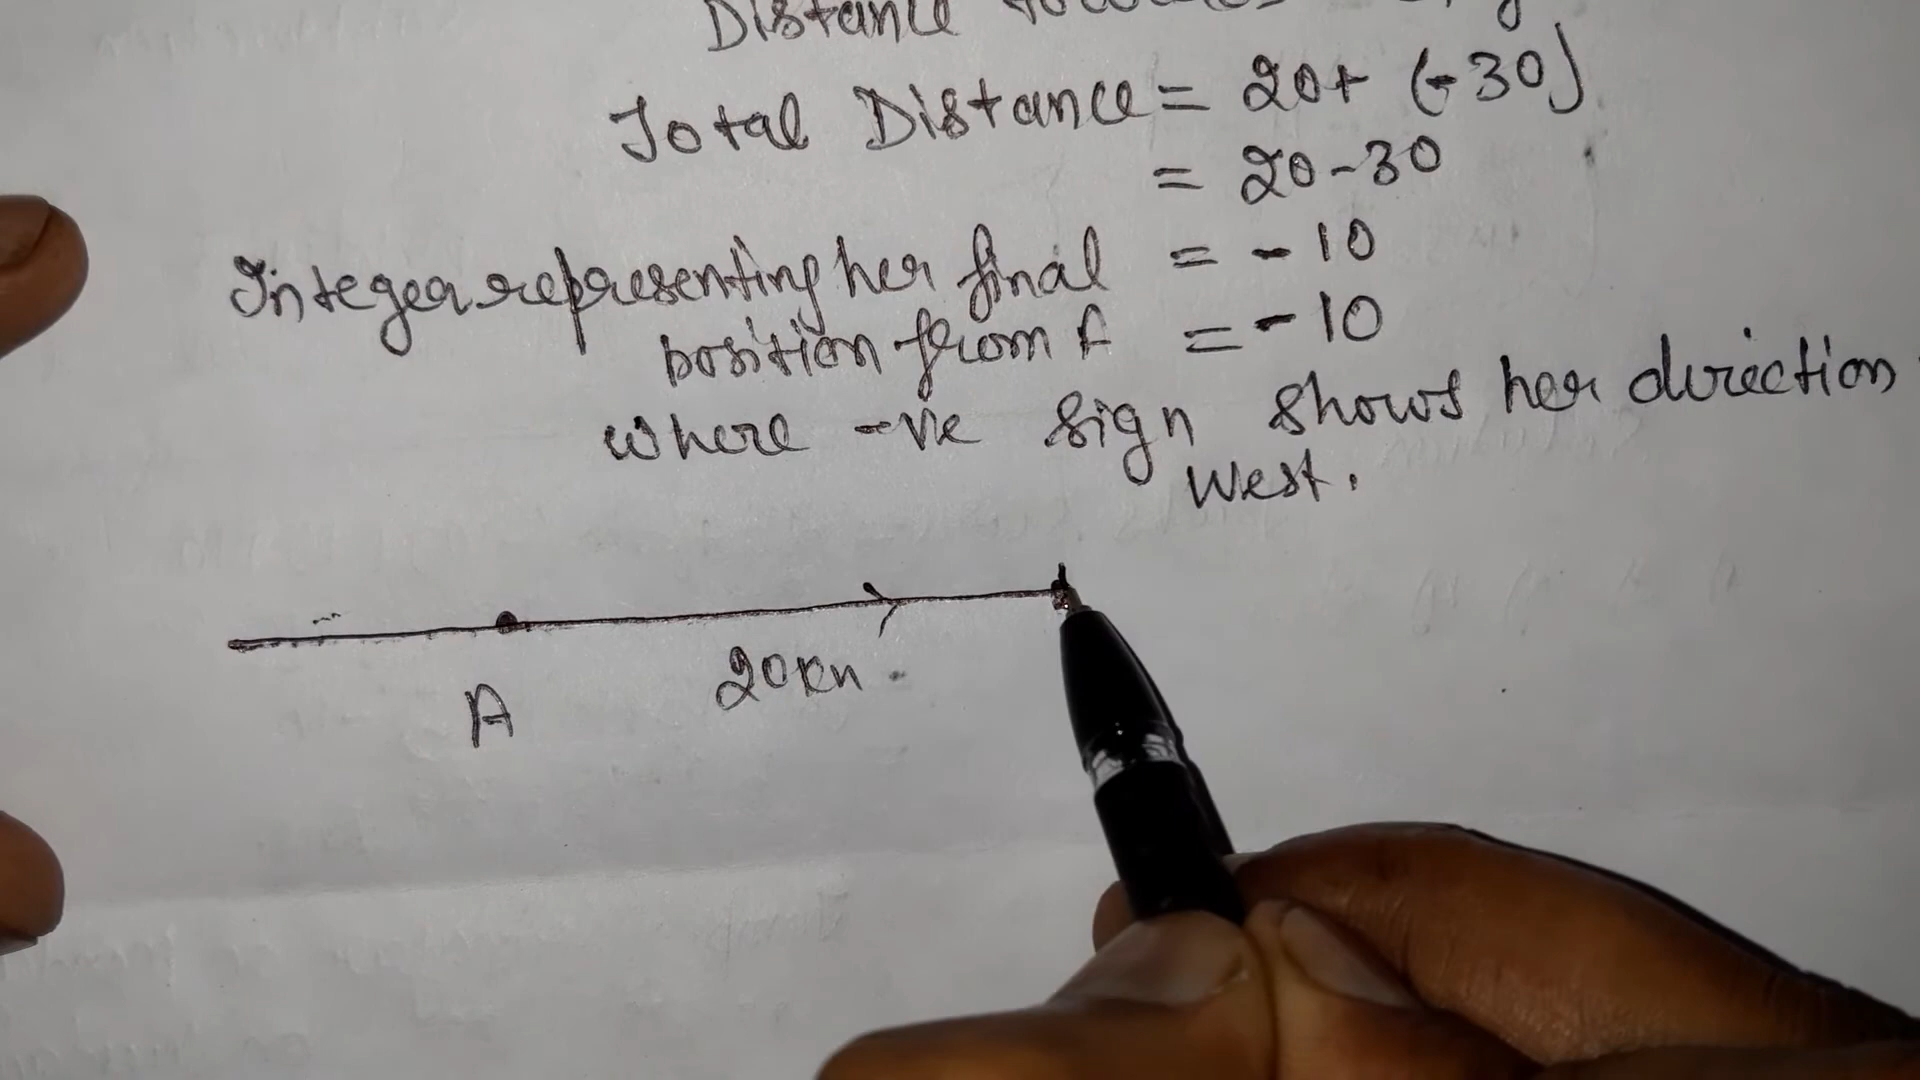 Distance
Total Distance = 20+ (-30)
= 20-30
Integer representing her final = -10
position from A = -10
where -ve sign shows her direction
West.
20km
A